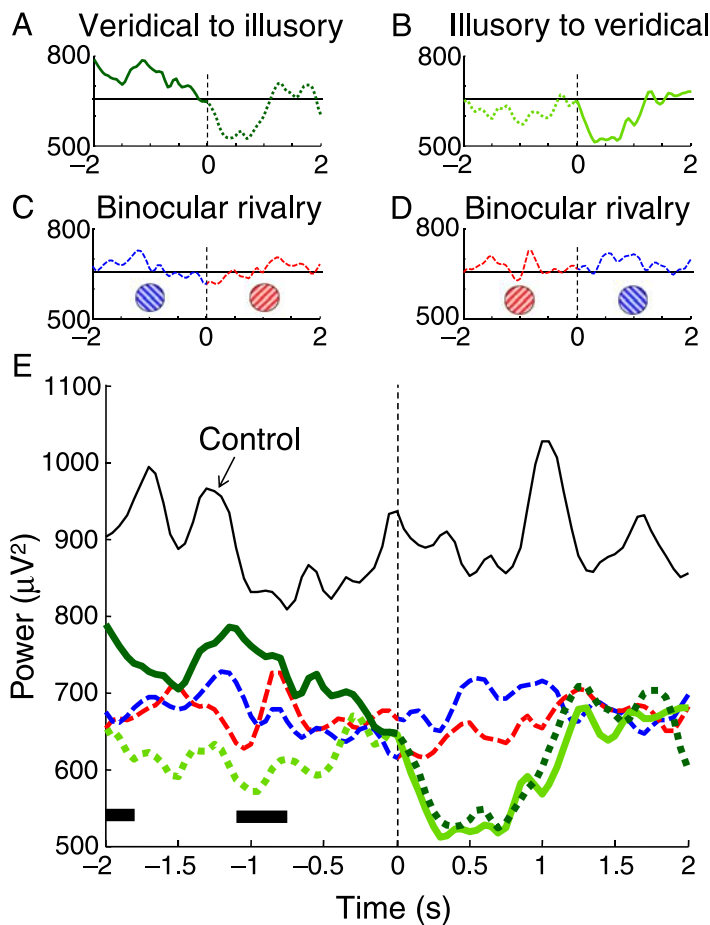 A Veridical to illusory
800
500
−2 0 2
B Illusory to veridical
800
500
−2 0 2
C Binocular rivalry
800
500
−2 0 2
D Binocular rivalry
800
500
−2 0 2
E
1100
1000
900
800
700
600
500
Control
Power (μV²)
−2 −1.5 −1 −0.5 0 0.5 1 1.5 2
Time (s)